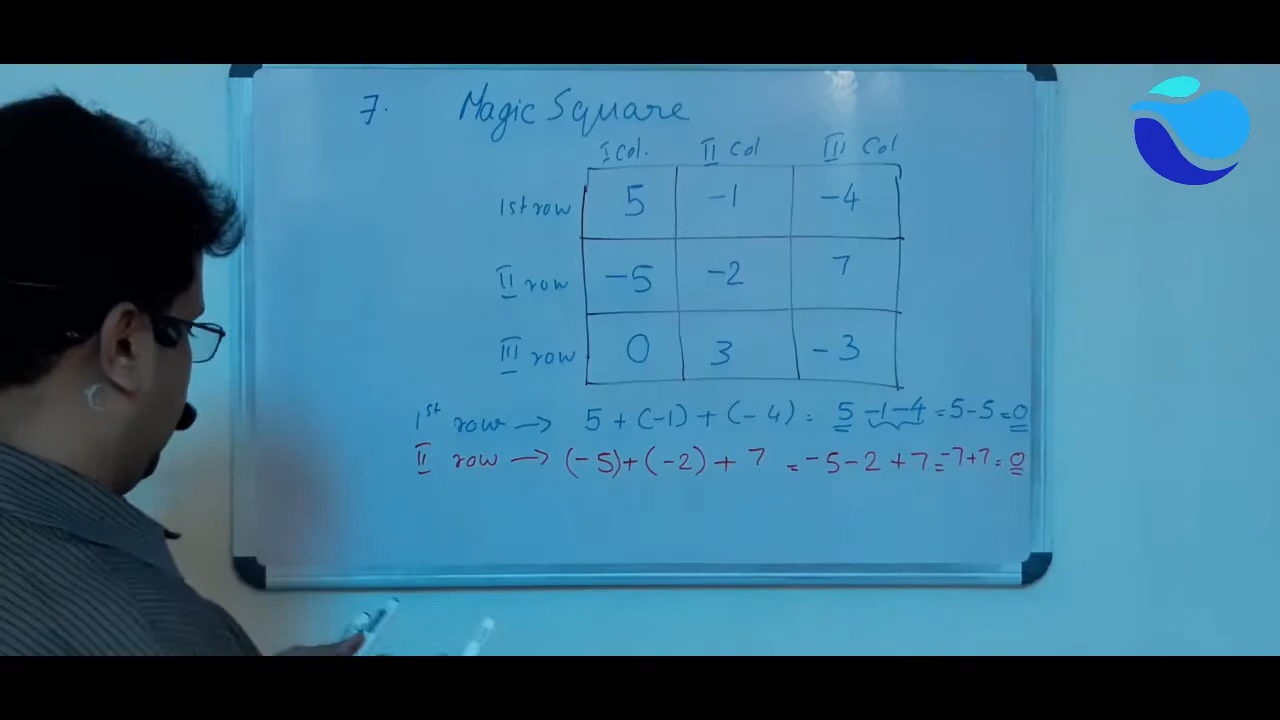 7. Magic Square
I Col. II Col III Col
1st row 5 -1 -4
II row -5 -2 7
III row 0 3 -3
1st row → 5 + (-1) + (-4) = 5 -1 -4 = 5 - 5 = 0
II row → (-5) + (-2) + 7 = -5 - 2 + 7 = -7 + 7 = 0